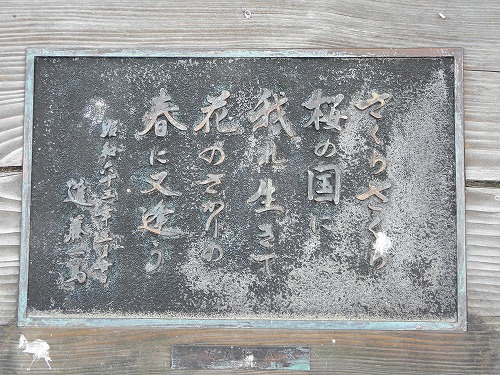 さくらさくら
桜の国に
我れ生きて
花のさかりの
春に又逢う